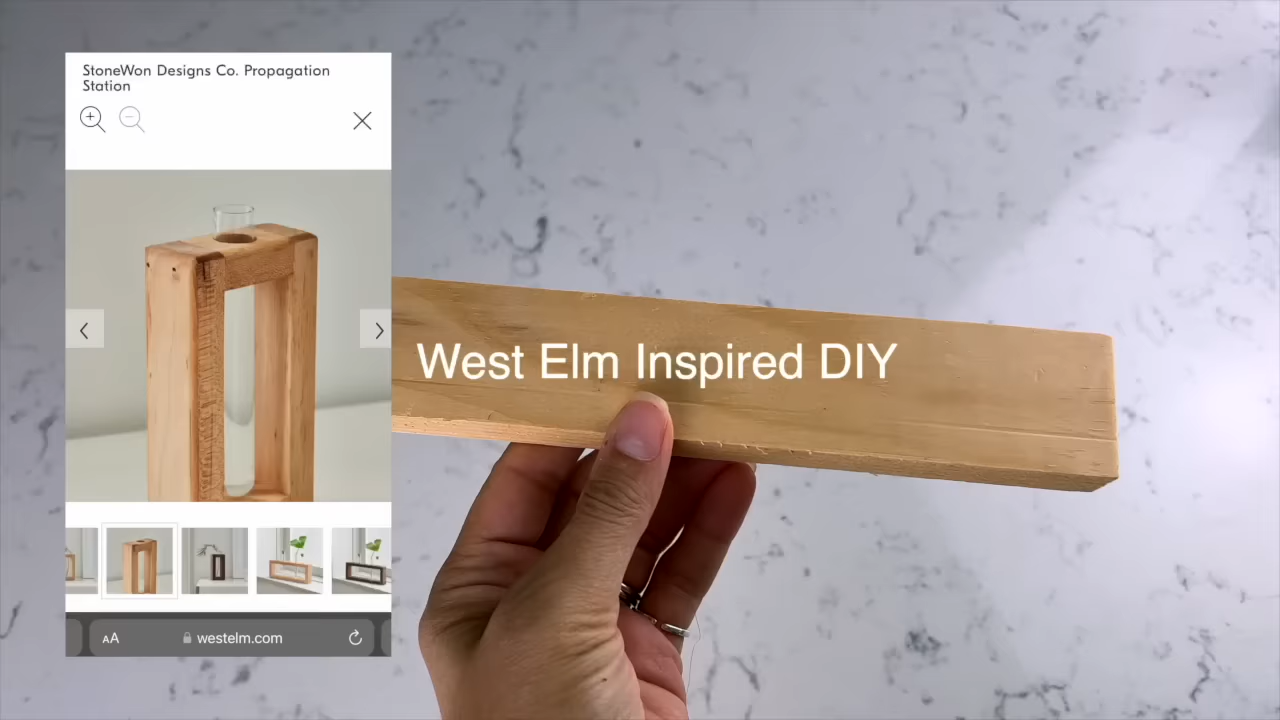 StoneWon Designs Co. Propagation
Station
West Elm Inspired DIY
AA westelm.com